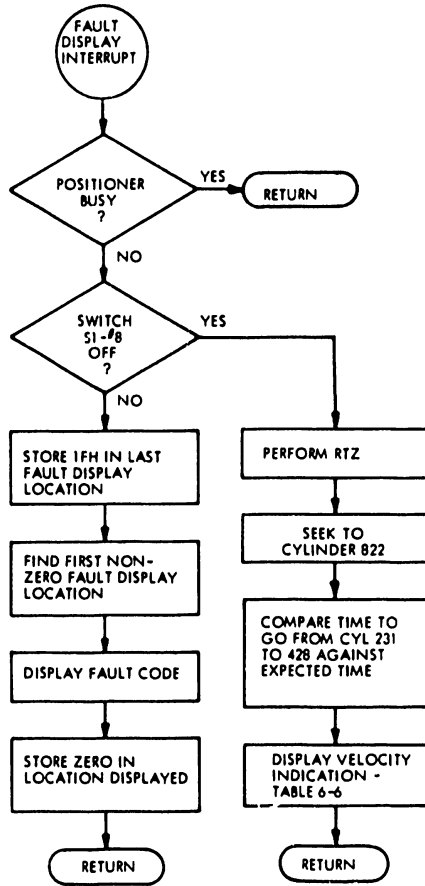 FAULT
DISPLAY
INTERRUPT
POSITIONER
BUSY
?
YES
RETURN
NO
SWITCH
S1-#8
OFF
?
YES
NO
STORE 1FH IN LAST
FAULT DISPLAY
LOCATION
FIND FIRST NON-
ZERO FAULT DISPLAY
LOCATION
DISPLAY FAULT CODE
STORE ZERO IN
LOCATION DISPLAYED
RETURN
PERFORM RTZ
SEEK TO
CYLINDER 822
COMPARE TIME TO
GO FROM CYL 231
TO 428 AGAINST
EXPECTED TIME
DISPLAY VELOCITY
INDICATION -
TABLE 6-6
RETURN